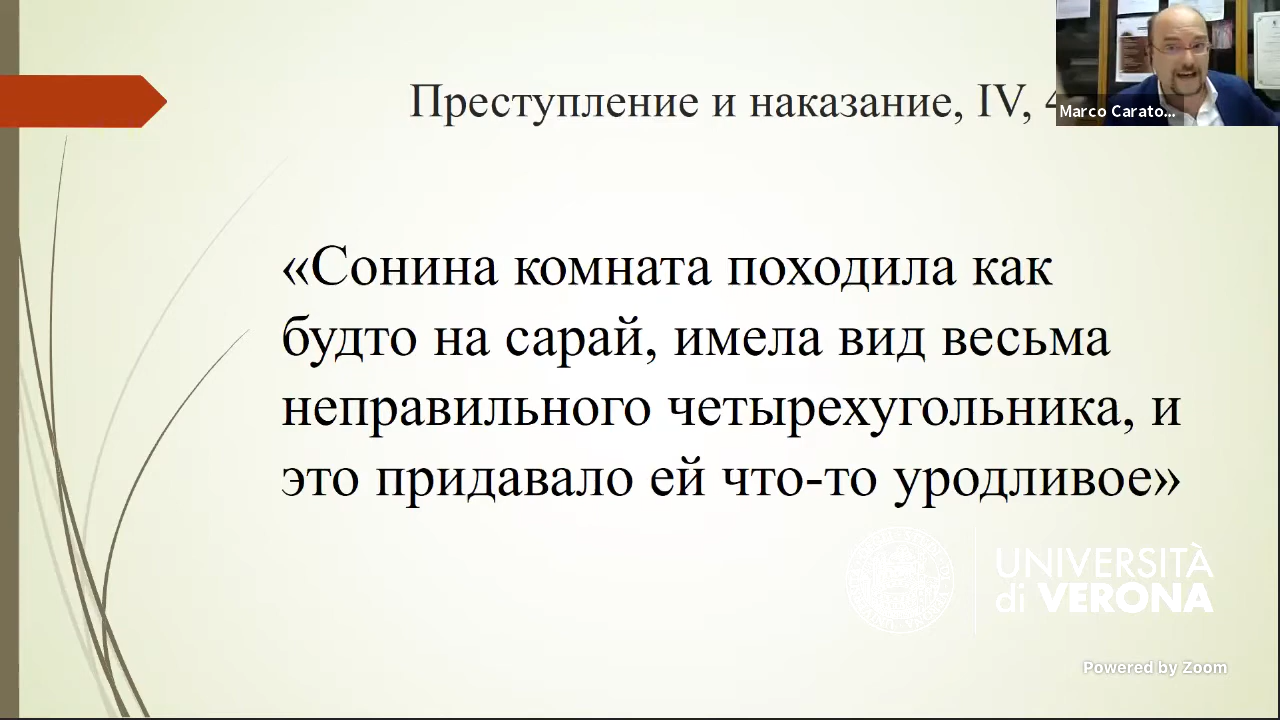 Преступление и наказание, IV, 4
Marco Carato...
«Сонина комната походила как
будто на сарай, имела вид весьма
неправильного четырехугольника, и
это придавало ей что-то уродливое»
UNIVERSITÀ
di VERONA
Powered by Zoom